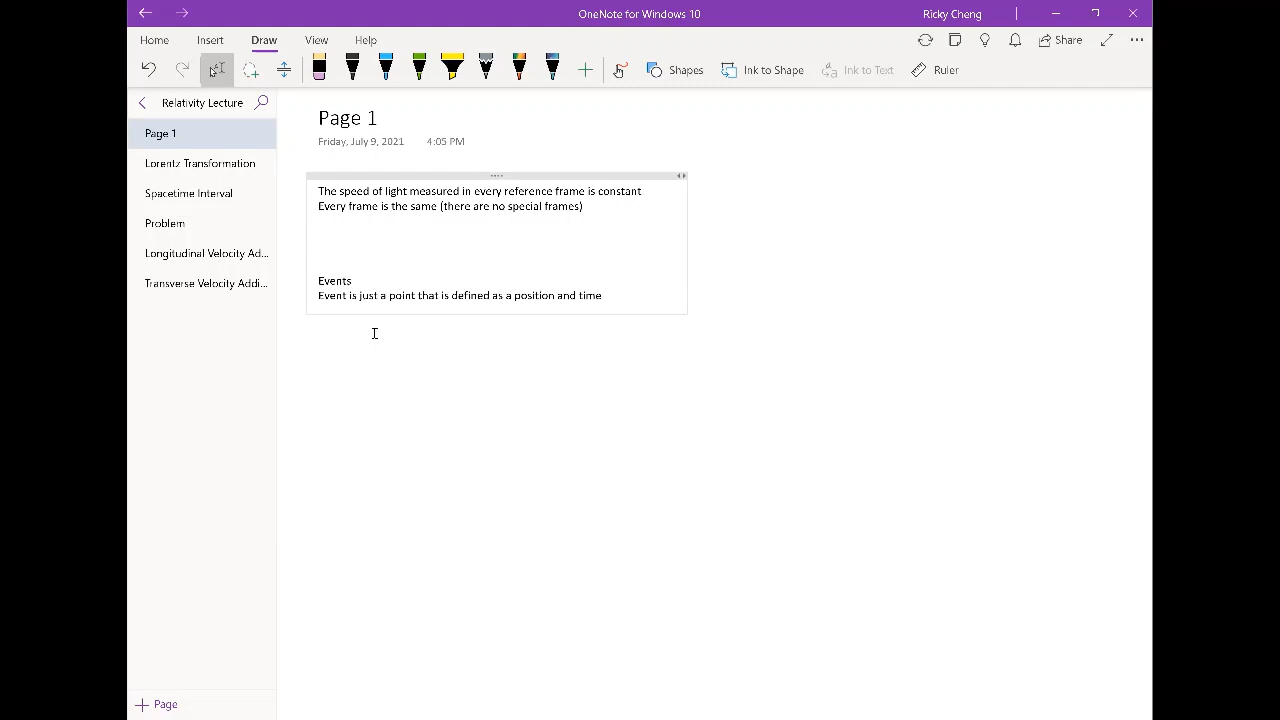 OneNote for Windows 10
Ricky Cheng
Home Insert Draw View Help
Share
Shapes Ink to Shape Ink to Text Ruler
Relativity Lecture
Page 1
Lorentz Transformation
Spacetime Interval
Problem
Longitudinal Velocity Ad...
Transverse Velocity Addi...
Page
Page 1
Friday, July 9, 2021 4:05 PM
The speed of light measured in every reference frame is constant
Every frame is the same (there are no special frames)
Events
Event is just a point that is defined as a position and time